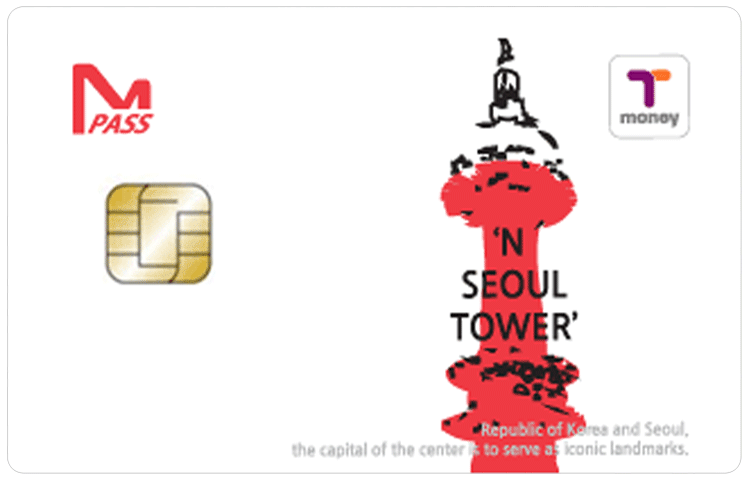 M
PASS
T
money
‘N
SEOUL
TOWER’
Republic of Korea and Seoul,
the capital of the center is to serve as iconic landmarks.